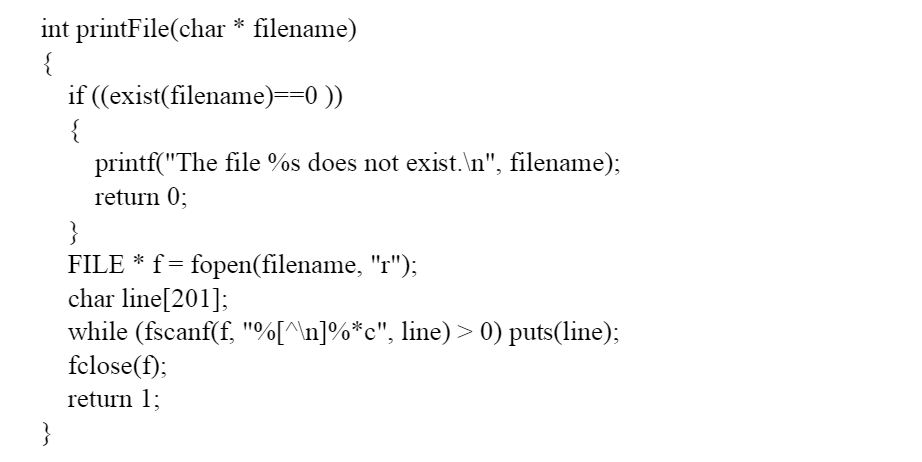 int printFile(char * filename)
{
if ((exist(filename)==0 ))
{
printf("The file %s does not exist.\n", filename);
return 0;
}
FILE * f = fopen(filename, "r");
char line[201];
while (fscanf(f, "%[^\n]%*c", line) > 0) puts(line);
fclose(f);
return 1;
}